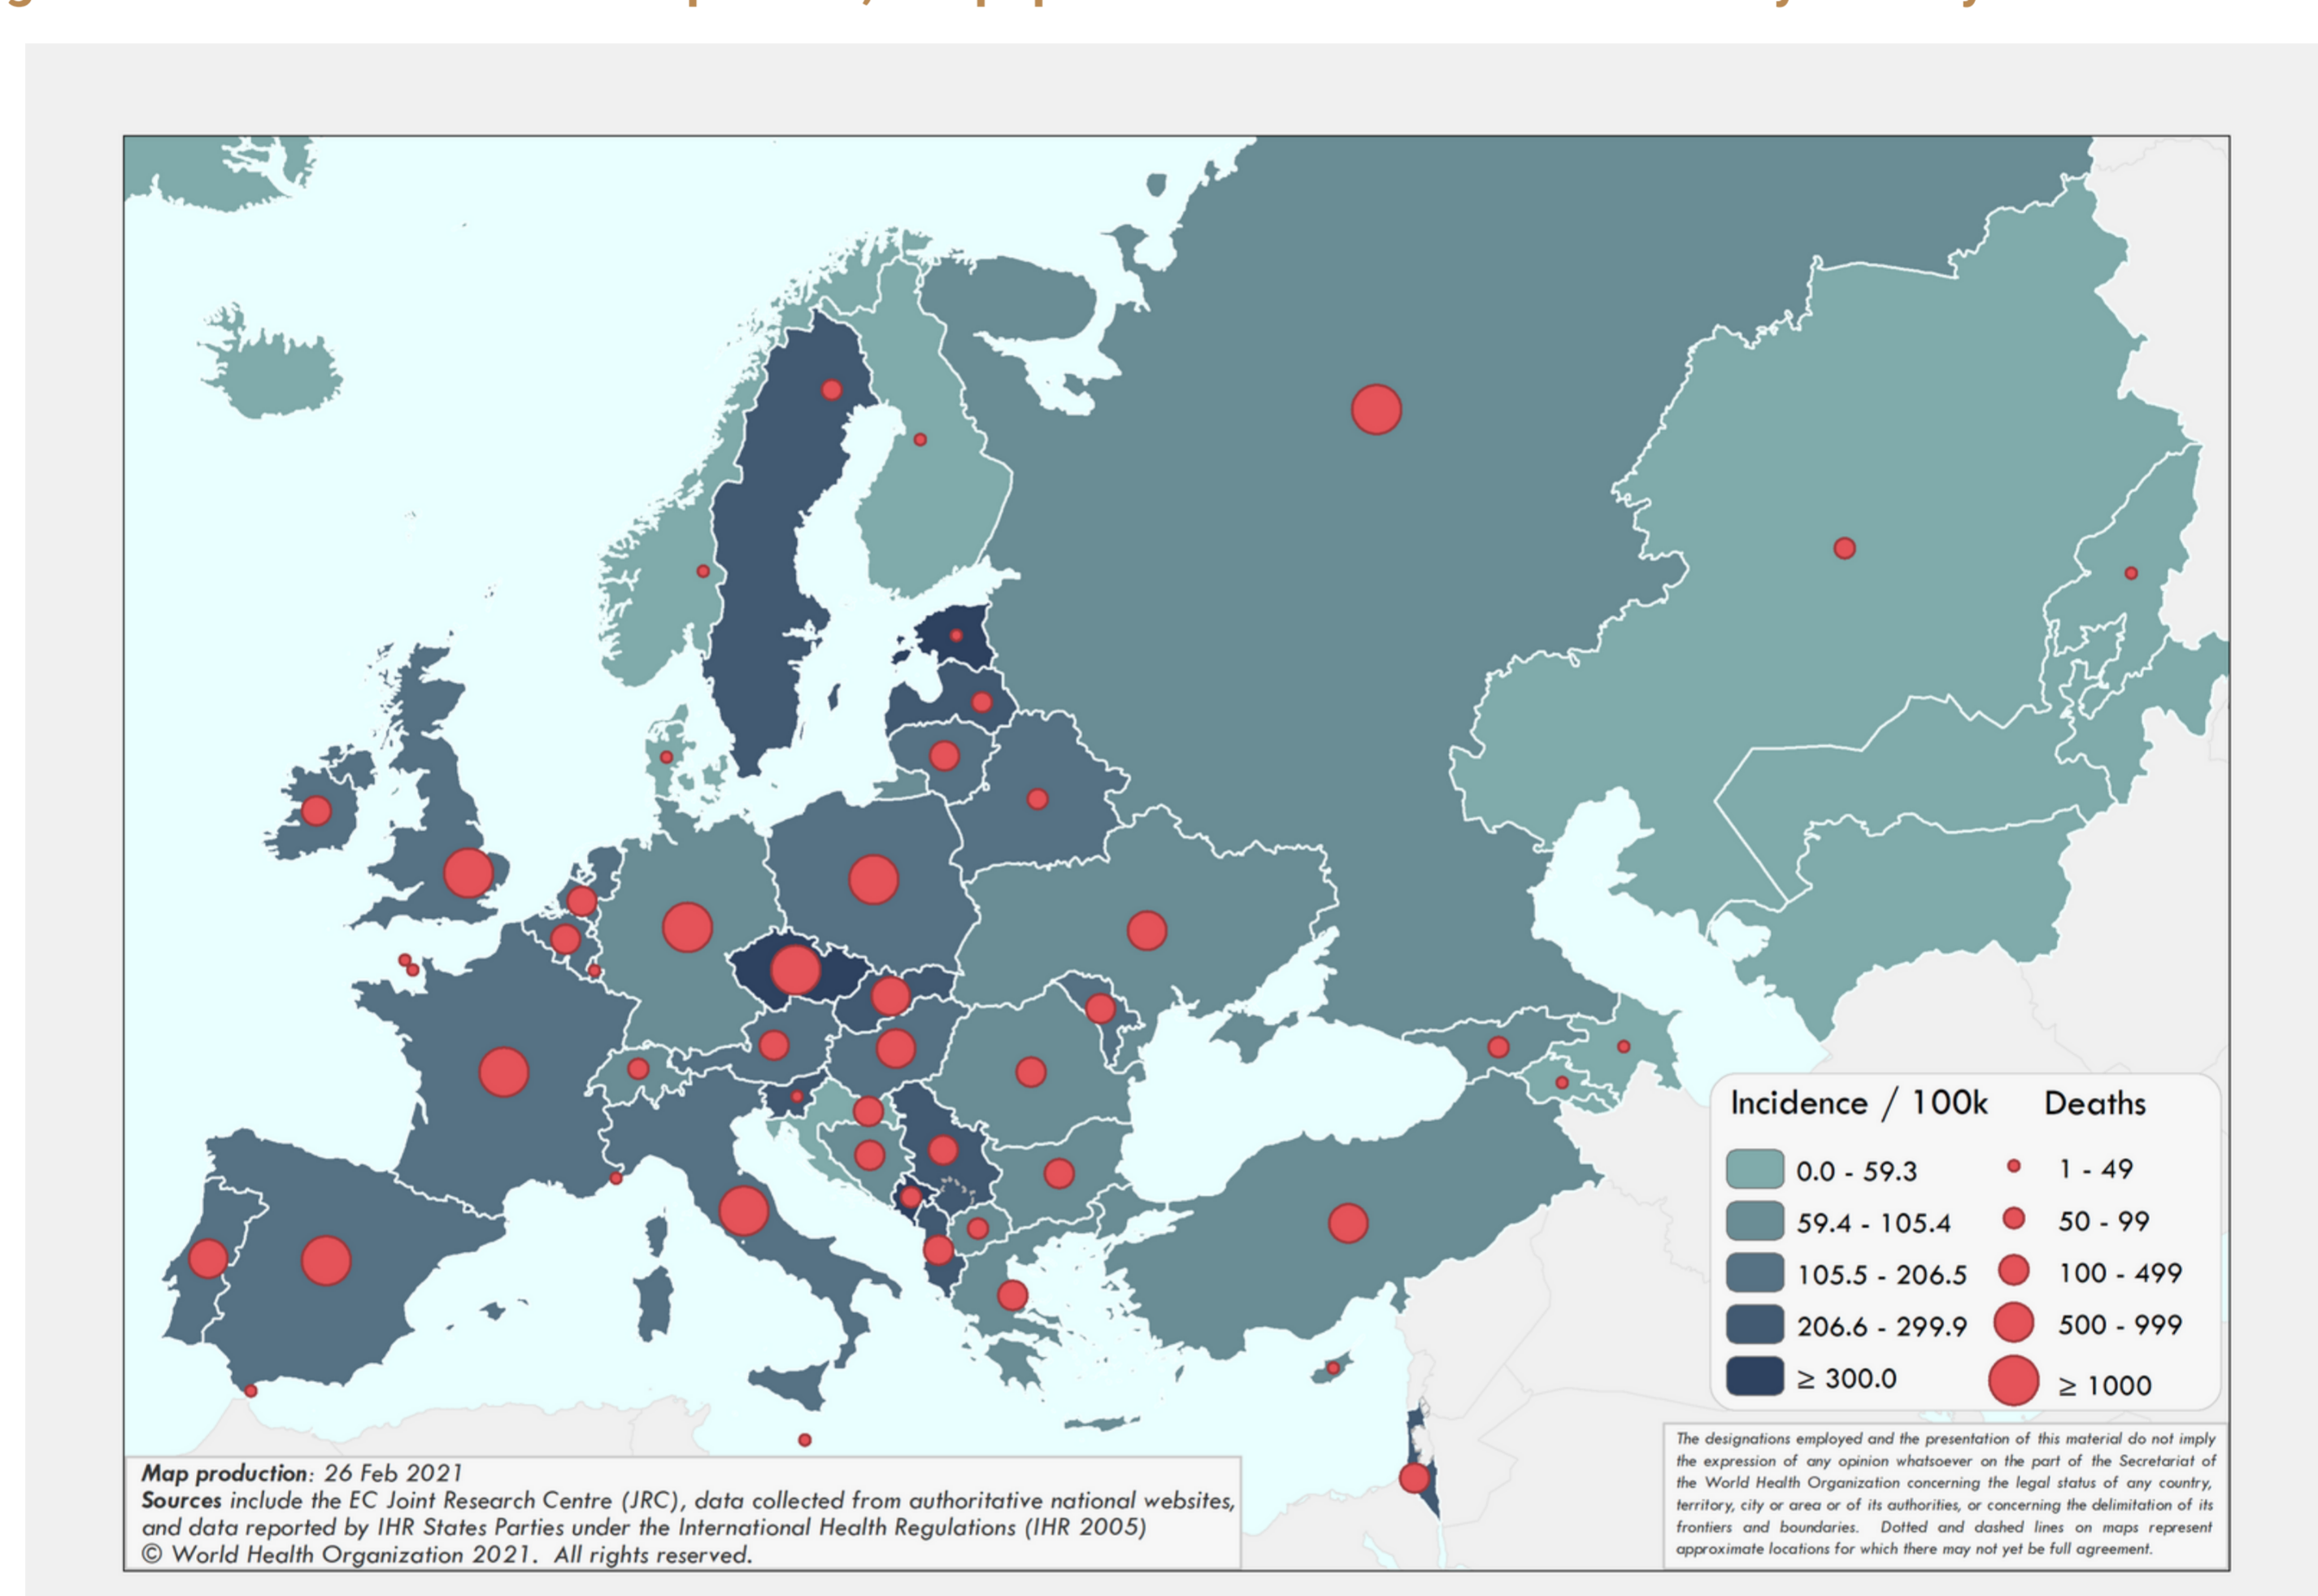 Incidence / 100k Deaths
0.0 - 59.3 1 - 49
59.4 - 105.4 50 - 99
105.5 - 206.5 100 - 499
206.6 - 299.9 500 - 999
≥ 300.0 ≥ 1000
Map production: 26 Feb 2021
Sources include the EC Joint Research Centre (JRC), data collected from authoritative national websites,
and data reported by IHR States Parties under the International Health Regulations (IHR 2005)
© World Health Organization 2021. All rights reserved.
The designations employed and the presentation of this material do not imply
the expression of any opinion whatsoever on the part of the Secretariat of
the World Health Organization concerning the legal status of any country,
territory, city or area or of its authorities, or concerning the delimitation of its
frontiers and boundaries. Dotted and dashed lines on maps represent
approximate locations for which there may not yet be full agreement.